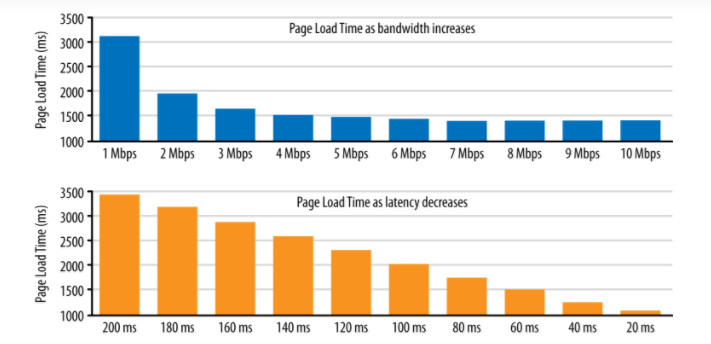 Page Load Time as bandwidth increases
Page Load Time (ms)
3500
3000
2500
2000
1500
1000
1 Mbps 2 Mbps 3 Mbps 4 Mbps 5 Mbps 6 Mbps 7 Mbps 8 Mbps 9 Mbps 10 Mbps
Page Load Time as latency decreases
Page Load Time (ms)
3500
3000
2500
2000
1500
1000
200 ms 180 ms 160 ms 140 ms 120 ms 100 ms 80 ms 60 ms 40 ms 20 ms